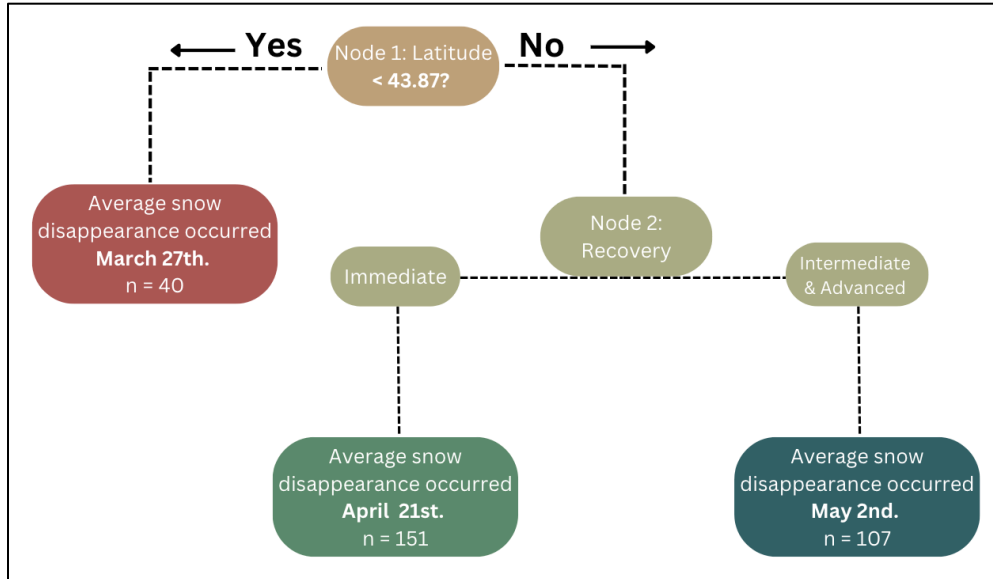 Yes
Node 1: Latitude
< 43.87?
No
Average snow
disappearance occurred
March 27th.
n = 40
Node 2:
Recovery
Immediate
Intermediate
& Advanced
Average snow
disappearance occurred
April 21st.
n = 151
Average snow
disappearance occurred
May 2nd.
n = 107